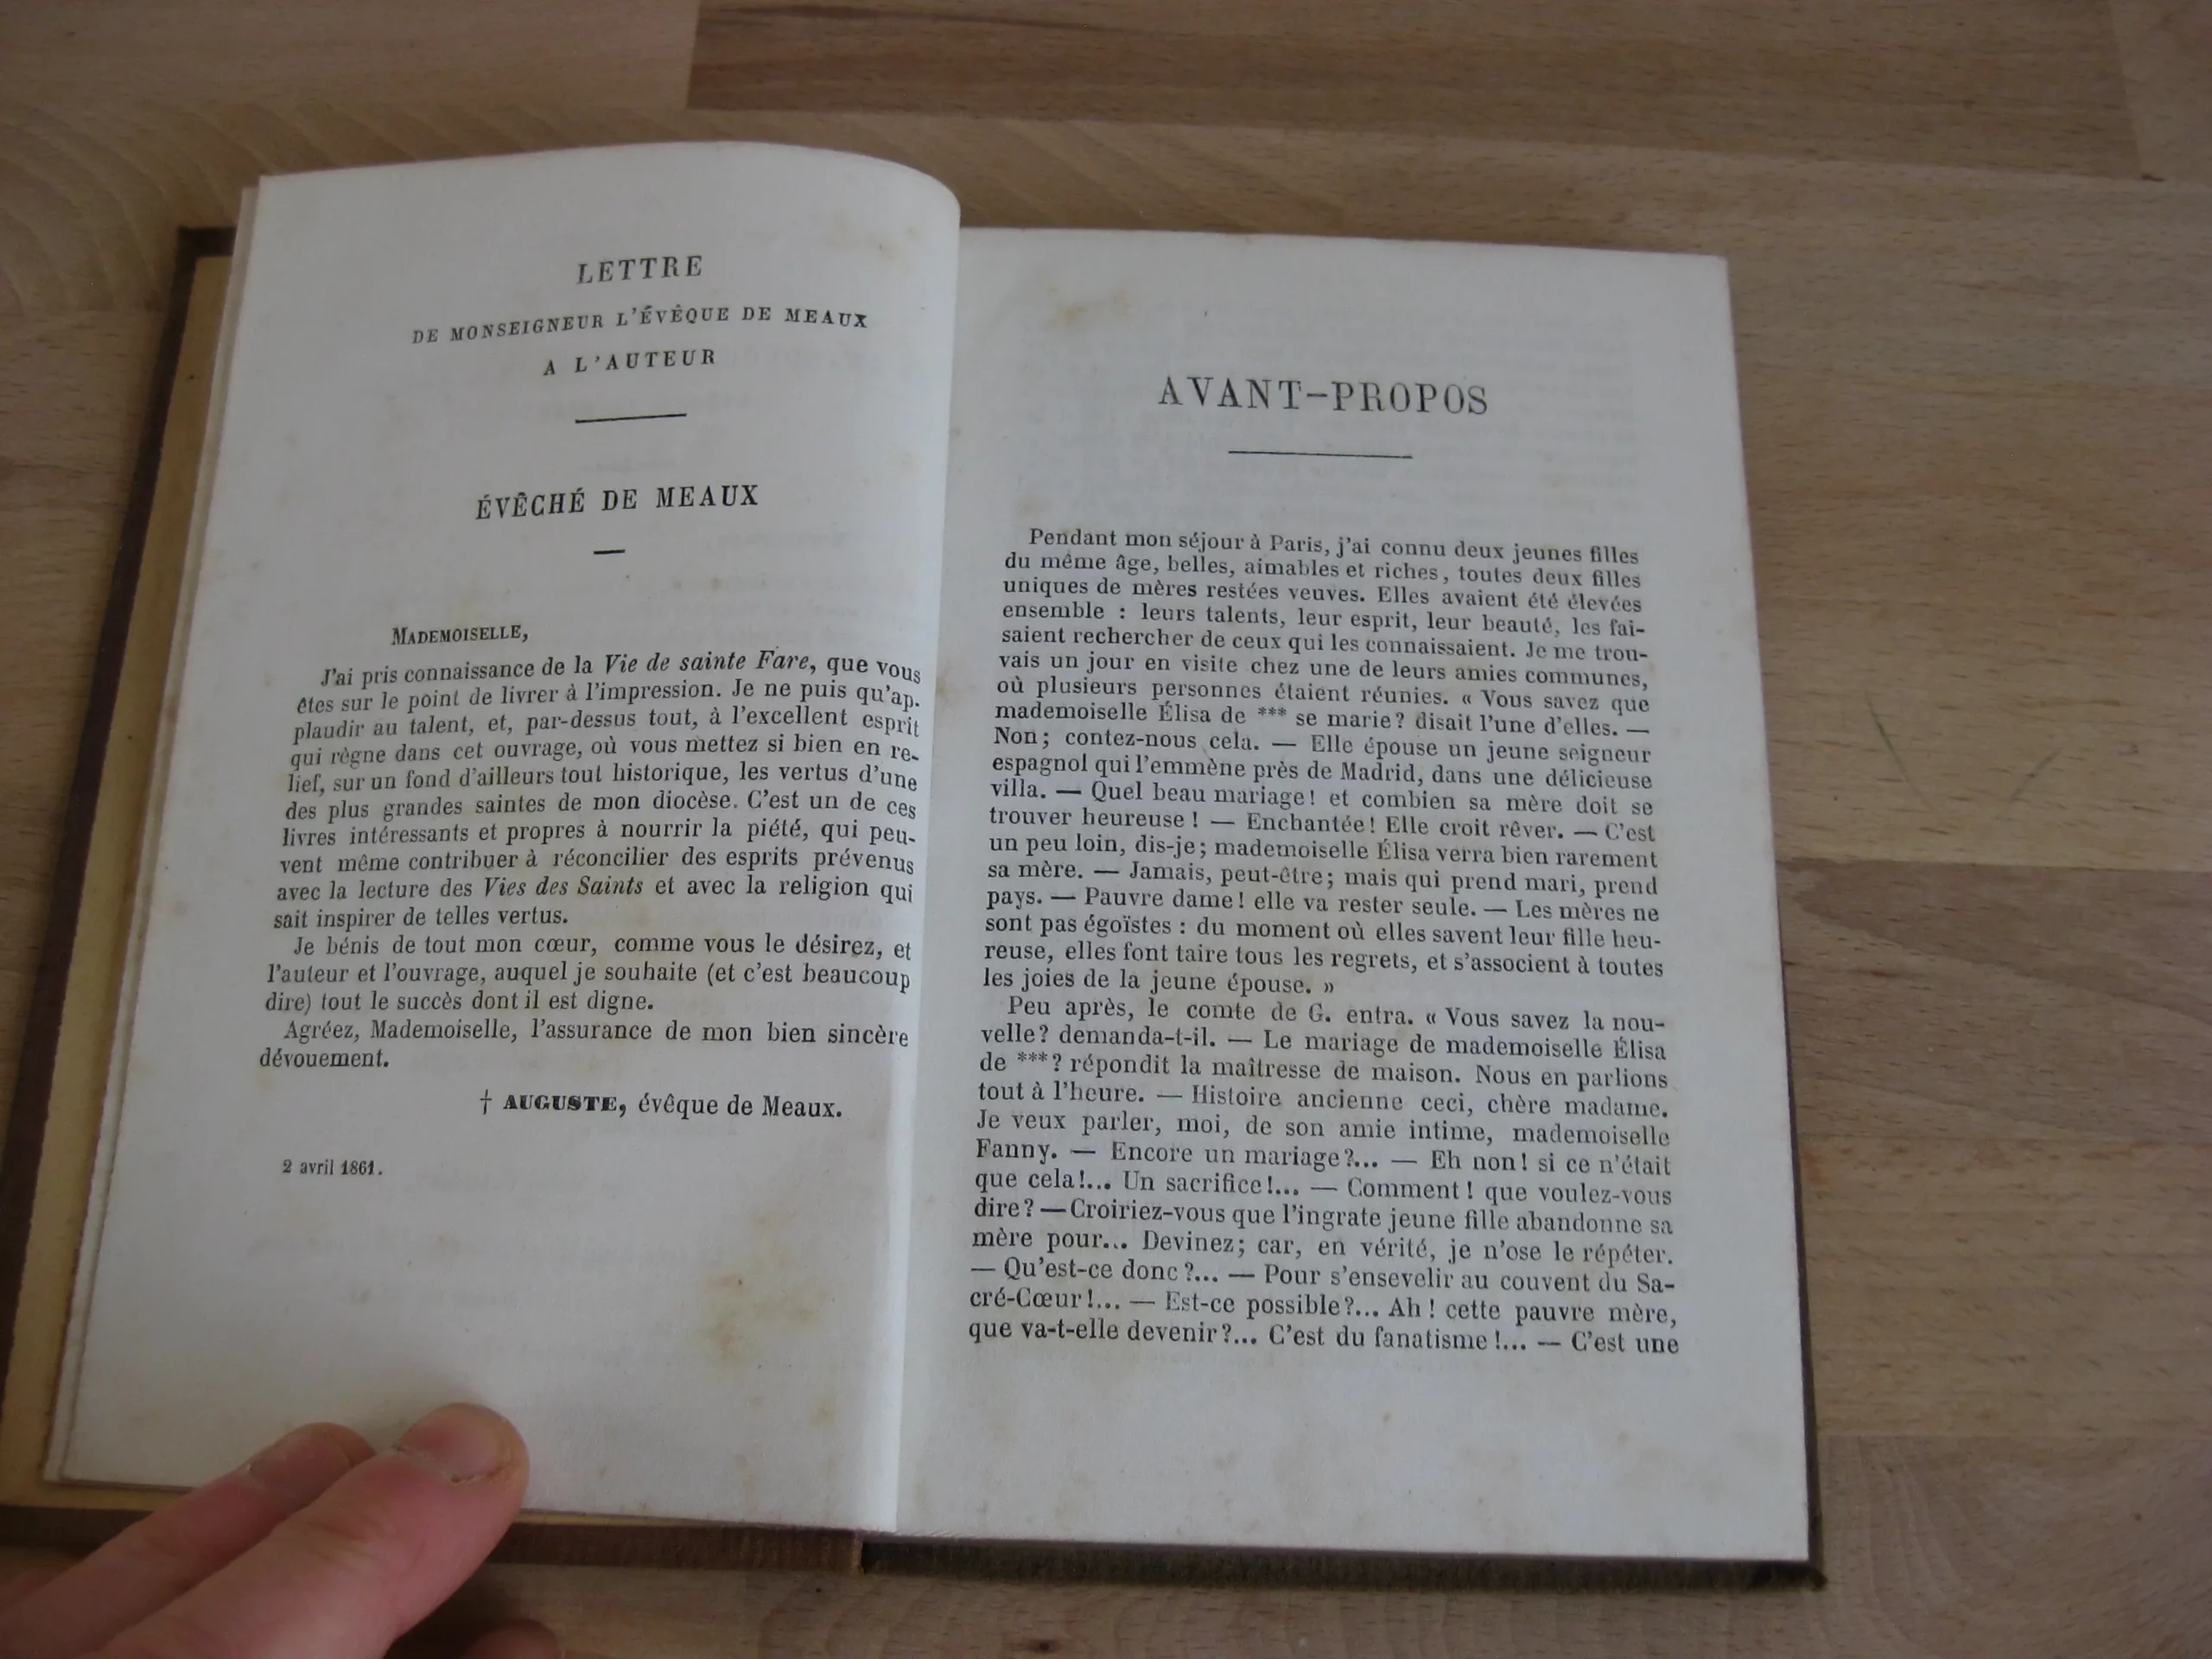 LETTRE
DE MONSEIGNEUR L'ÉVÊQUE DE MEAUX
A L'AUTEUR
ÉVÊCHÉ DE MEAUX
MADEMOISELLE,
J'ai pris connaissance de la Vie de sainte Fare, que vous
êtes sur le point de livrer à l'impression. Je ne puis qu'ap-
plaudir au talent, et, par-dessus tout, à l'excellent esprit
qui règne dans cet ouvrage, où vous mettez si bien en re-
lief, sur un fond d'ailleurs tout historique, les vertus d'une
des plus grandes saintes de mon diocèse. C'est un de ces
livres intéressants et propres à nourrir la piété, qui peu-
vent même contribuer à réconcilier des esprits prévenus
avec la lecture des Vies des Saints et avec la religion qui
sait inspirer de telles vertus.
Je bénis de tout mon cœur, comme vous le désirez, et
l'auteur et l'ouvrage, auquel je souhaite (et c'est beaucoup
dire) tout le succès dont il est digne.
Agréez, Mademoiselle, l'assurance de mon bien sincère
dévouement.
† AUGUSTE, évêque de Meaux.
2 avril 1861.
AVANT-PROPOS
Pendant mon séjour à Paris, j'ai connu deux jeunes filles
du même âge, belles, aimables et riches, toutes deux filles
uniques de mères restées veuves. Elles avaient été élevées
ensemble : leurs talents, leur esprit, leur beauté, les fai-
saient rechercher de ceux qui les connaissaient. Je me trou-
vais un jour en visite chez une de leurs amies communes,
où plusieurs personnes étaient réunies. « Vous savez que
mademoiselle Élisa de *** se marie? disait l'une d'elles. —
Non; contez-nous cela. — Elle épouse un jeune seigneur
espagnol qui l'emmène près de Madrid, dans une délicieuse
villa. — Quel beau mariage! et combien sa mère doit se
trouver heureuse ! — Enchantée! Elle croit rêver. — C'est
un peu loin, dis-je; mademoiselle Élisa verra bien rarement
sa mère. — Jamais, peut-être; mais qui prend mari, prend
pays. — Pauvre dame! elle va rester seule. — Les mères ne
sont pas égoïstes : du moment où elles savent leur fille heu-
reuse, elles font taire tous les regrets, et s'associent à toutes
les joies de la jeune épouse. »
Peu après, le comte de G. entra. « Vous savez la nou-
velle? demanda-t-il. — Le mariage de mademoiselle Élisa
de ***? répondit la maîtresse de maison. Nous en parlions
tout à l'heure. — Histoire ancienne ceci, chère madame.
Je veux parler, moi, de son amie intime, mademoiselle
Fanny. — Encore un mariage?... — Eh non! si ce n'était
que cela!... Un sacrifice!... — Comment ! que voulez-vous
dire? — Croiriez-vous que l'ingrate jeune fille abandonne sa
mère pour... Devinez; car, en vérité, je n'ose le répéter.
— Qu'est-ce donc ?... — Pour s'ensevelir au couvent du Sa-
cré-Cœur!... — Est-ce possible?... Ah ! cette pauvre mère,
que va-t-elle devenir?... C'est du fanatisme !... — C'est une